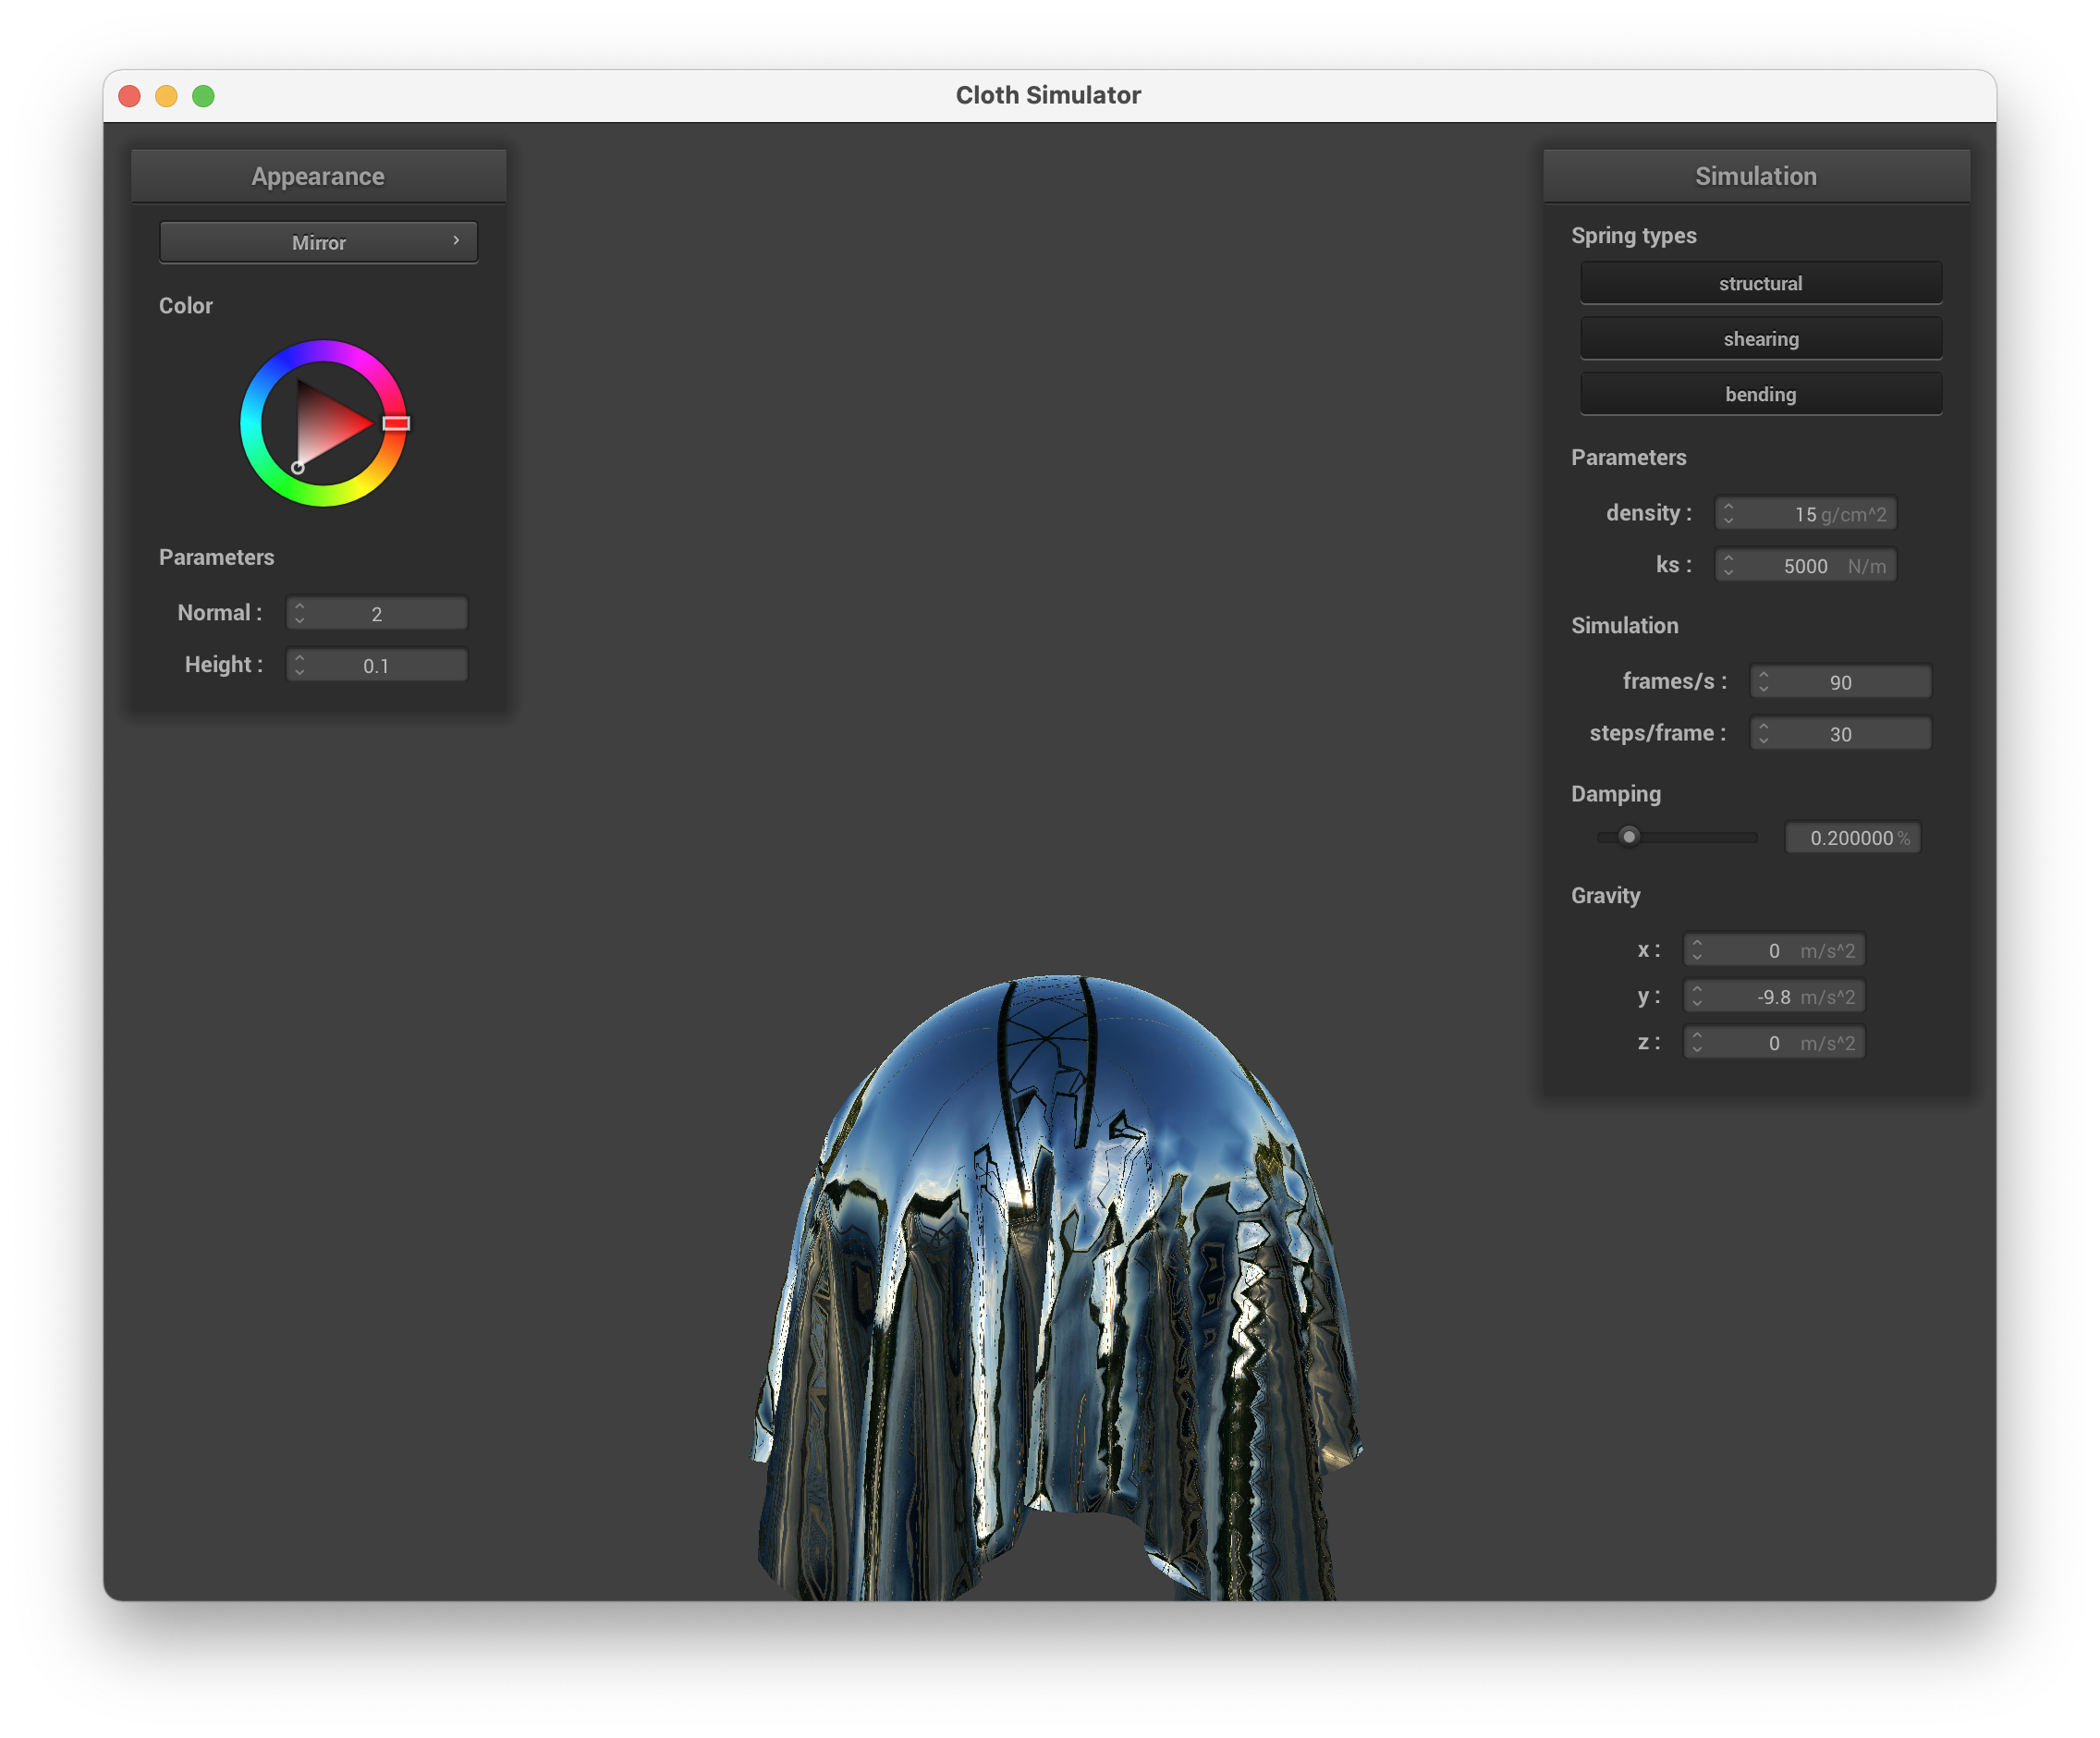 Cloth Simulator
Appearance
Mirror
Color
Parameters
Normal : 2
Height : 0.1
Simulation
Spring types
structural
shearing
bending
Parameters
density : 15 g/cm^2
ks : 5000 N/m
Simulation
frames/s : 90
steps/frame : 30
Damping
0.200000 %
Gravity
x : 0 m/s^2
y : -9.8 m/s^2
z : 0 m/s^2